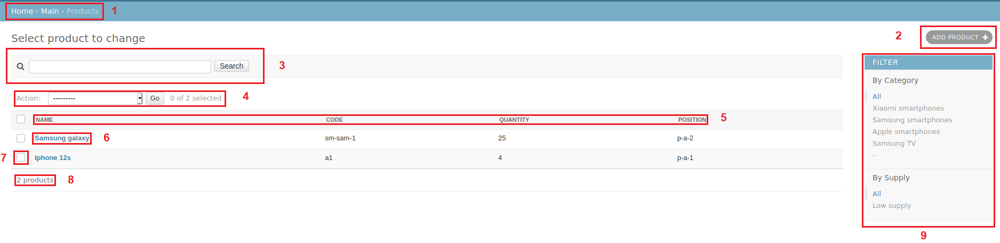 Home › Main › Products 1
Select product to change
2 ADD PRODUCT +
Search 3
Action: --------- Go 0 of 2 selected 4
NAME CODE QUANTITY POSITION 5
Samsung galaxy 6 sm-sam-1 25 p-a-2
7 Iphone 12s a1 4 p-a-1
2 products 8
FILTER
By Category
All
Xiaomi smartphones
Samsung smartphones
Apple smartphones
Samsung TV
-
By Supply
All
Low supply
9